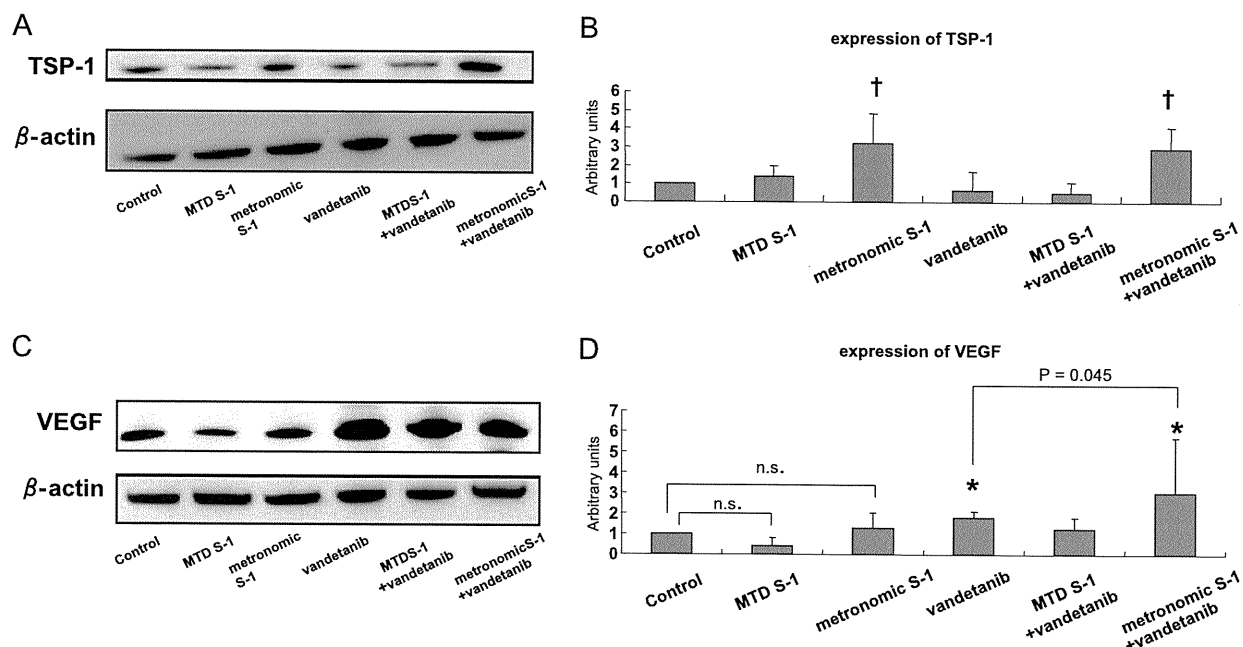 A
TSP-1
β-actin
Control
MTD S-1
metronomic
S-1
vandetanib
MTDS-1
+vandetanib
metronomicS-1
+vandetanib
B
expression of TSP-1
Arbitrary units
6
5
4
3
2
1
0
†
†
Control
MTD S-1
metronomic S-1
vandetanib
MTD S-1
+vandetanib
metronomic S-1
+vandetanib
C
VEGF
β-actin
Control
MTD S-1
metronomic
S-1
vandetanib
MTDS-1
+vandetanib
metronomicS-1
+vandetanib
D
expression of VEGF
P = 0.045
Arbitrary units
7
6
5
4
3
2
1
0
n.s.
n.s.
*
*
Control
MTD S-1
metronomic S-1
vandetanib
MTD S-1
+vandetanib
metronomic S-1
+vandetanib